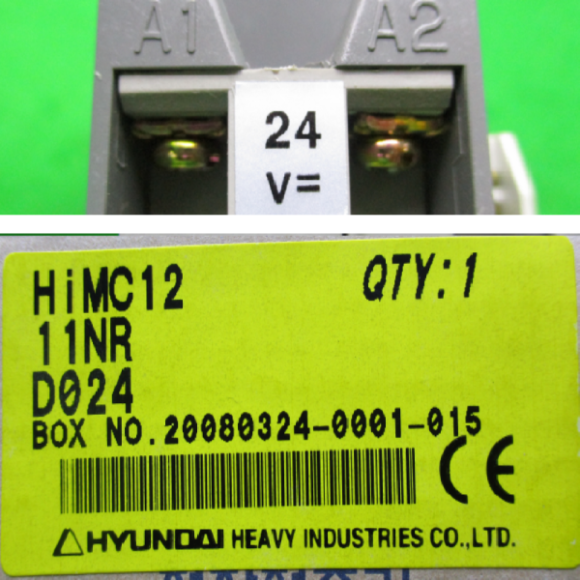 A1 A2
24
V=
HiMC12 QTY:1
11NR
D024
BOX NO.20080324-0001-015
CE
HYUNDAI HEAVY INDUSTRIES CO.,LTD.